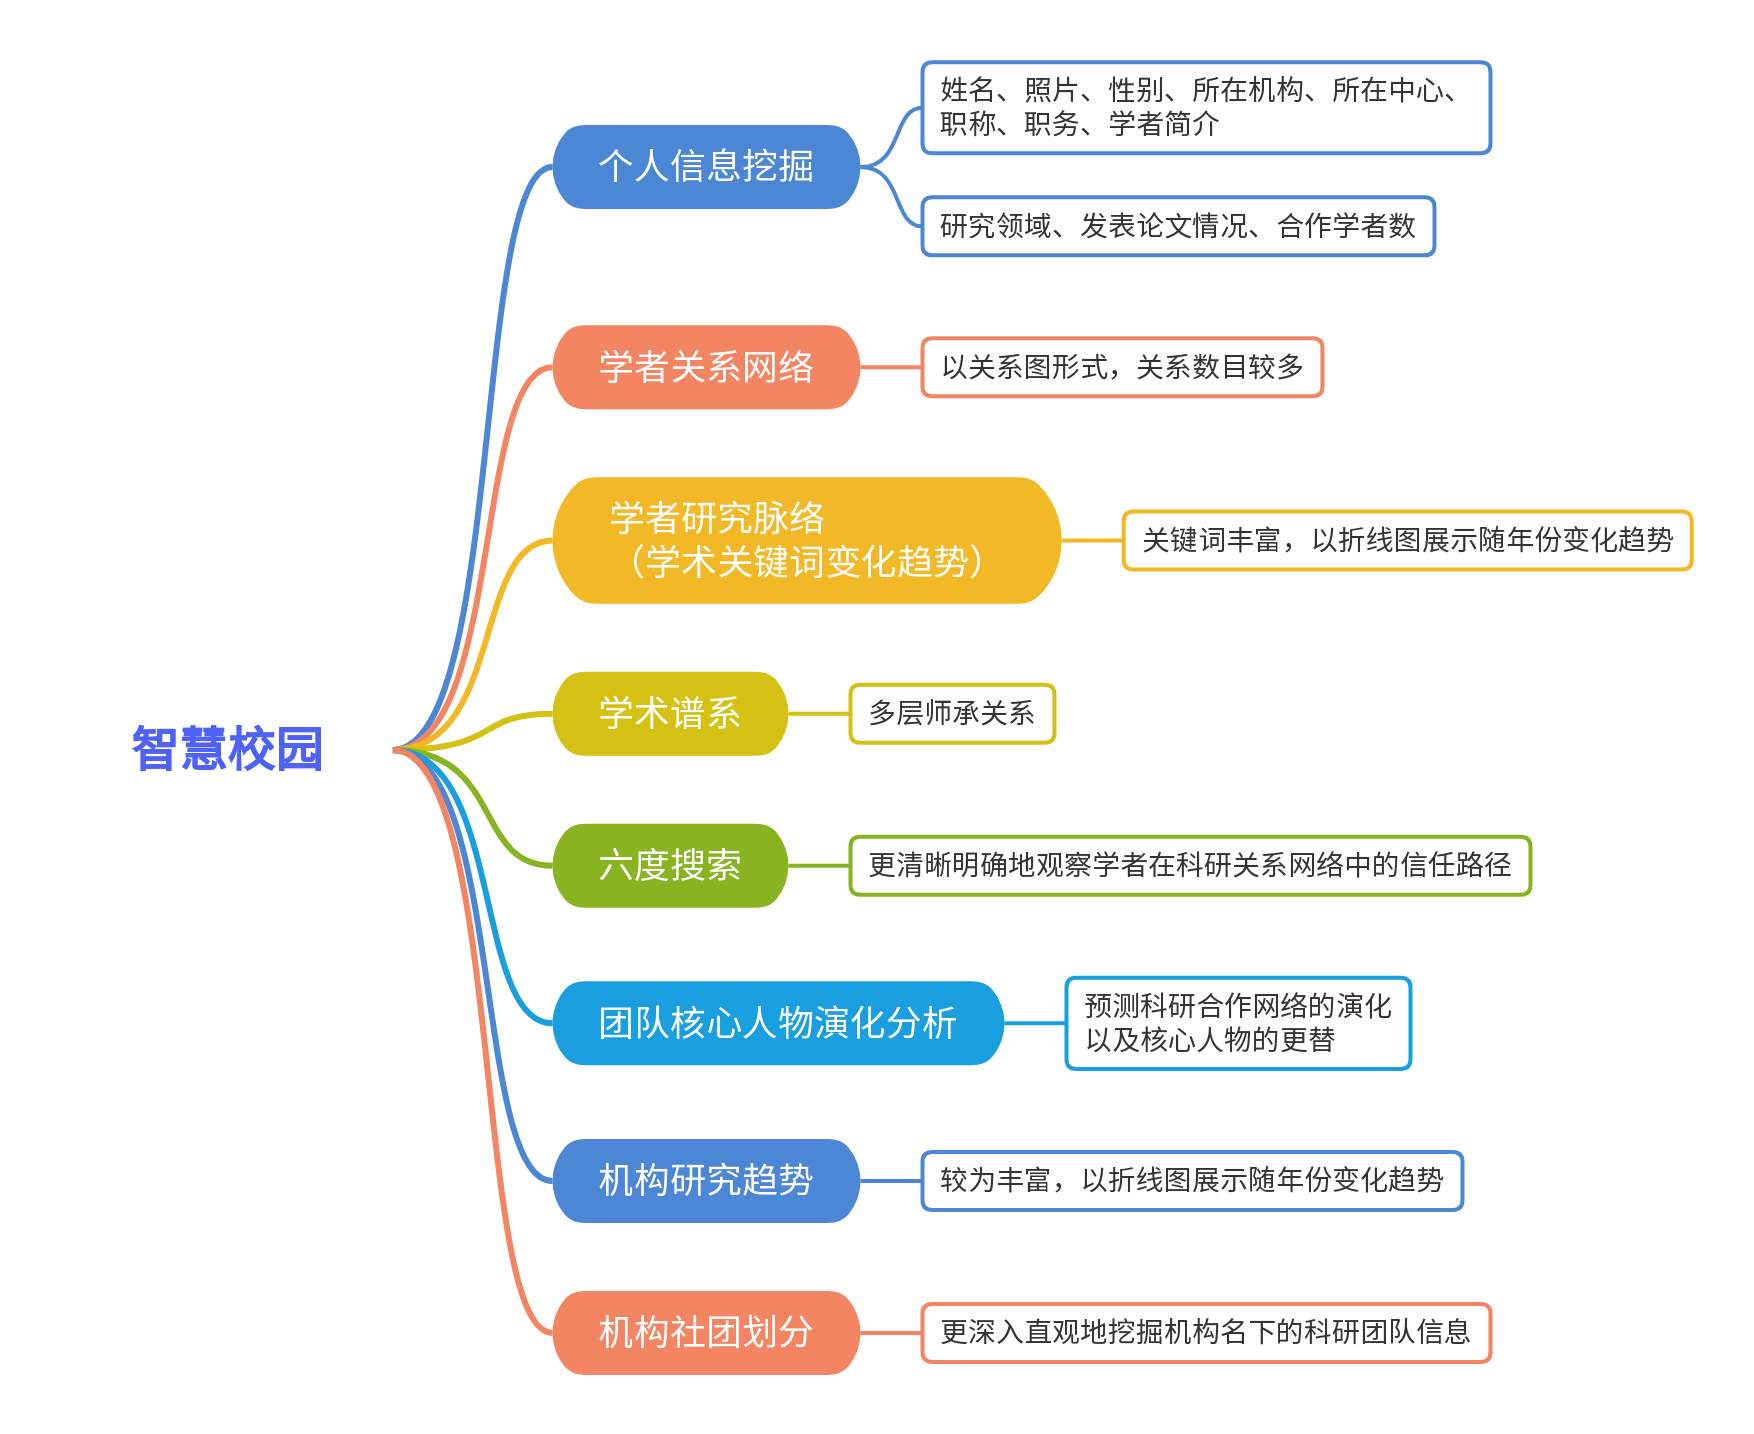 智慧校园
个人信息挖掘
姓名、照片、性别、所在机构、所在中心、
职称、职务、学者简介
研究领域、发表论文情况、合作学者数
学者关系网络
以关系图形式，关系数目较多
学者研究脉络
（学术关键词变化趋势）
关键词丰富，以折线图展示随年份变化趋势
学术谱系
多层师承关系
六度搜索
更清晰明确地观察学者在科研关系网络中的信任路径
团队核心人物演化分析
预测科研合作网络的演化
以及核心人物的更替
机构研究趋势
较为丰富，以折线图展示随年份变化趋势
机构社团划分
更深入直观地挖掘机构名下的科研团队信息